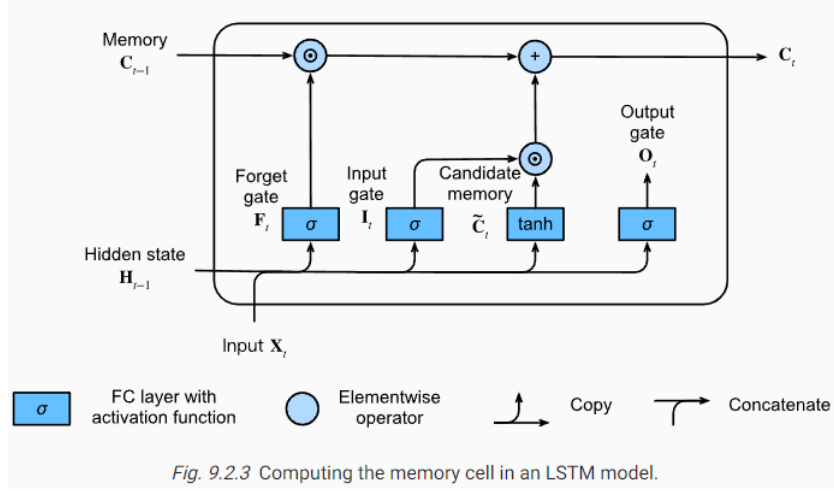 Memory
C_{t−1}
⊙
+
C_t
Output
gate
O_t
⊙
Forget
gate
F_t
σ
Input
gate
I_t
σ
Candidate
memory
C̃_t
tanh
σ
Hidden state
H_{t−1}
Input X_t
σ
FC layer with
activation function
Elementwise
operator
Copy
Concatenate
Fig. 9.2.3 Computing the memory cell in an LSTM model.